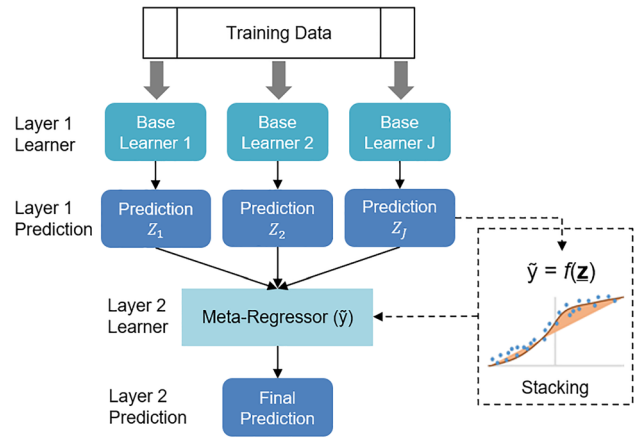 Training Data
Layer 1
Learner
Base
Learner 1
Base
Learner 2
Base
Learner J
Layer 1
Prediction
Prediction
Z₁
Prediction
Z₂
Prediction
Z_J
ỹ = f(z)
Stacking
Layer 2
Learner
Meta-Regressor (ỹ)
Layer 2
Prediction
Final
Prediction